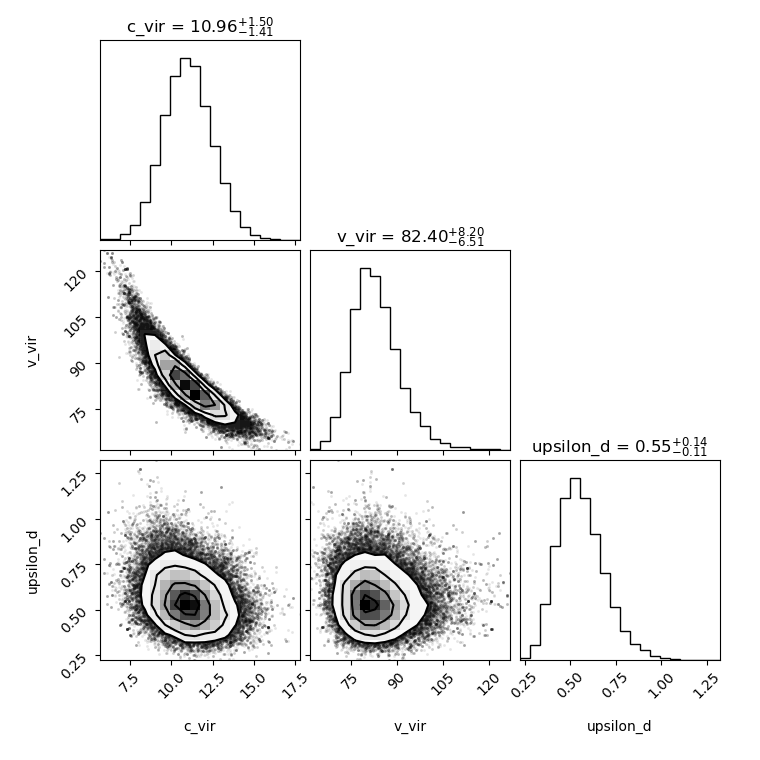 c_vir = 10.96+1.50−1.41
v_vir = 82.40+8.20−6.51
upsilon_d = 0.55+0.14−0.11
v_vir
120
105
90
75
upsilon_d
1.25
1.00
0.75
0.50
0.25
7.5 10.0 12.5 15.0 17.5
75 90 105 120
0.25 0.50 0.75 1.00 1.25
c_vir
v_vir
upsilon_d